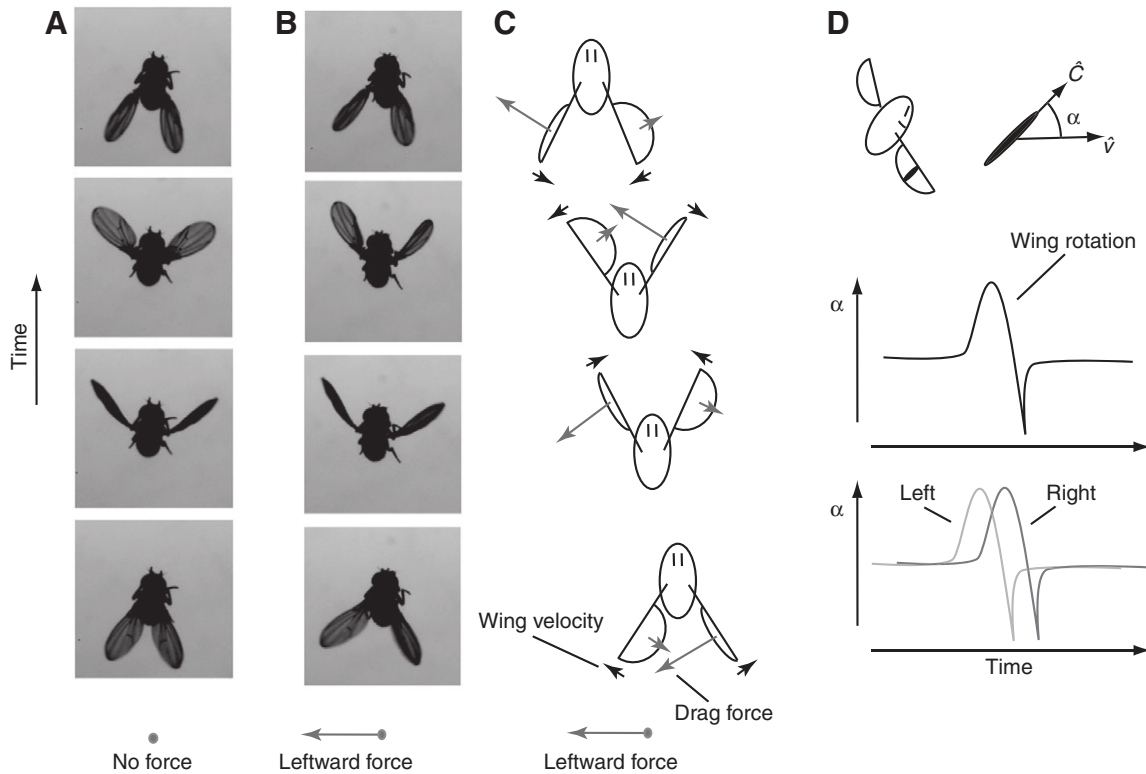 A
B
C
D
Time
Ĉ
α
v̂
Wing rotation
α
Left
Right
α
Wing velocity
Time
Drag force
No force
Leftward force
Leftward force